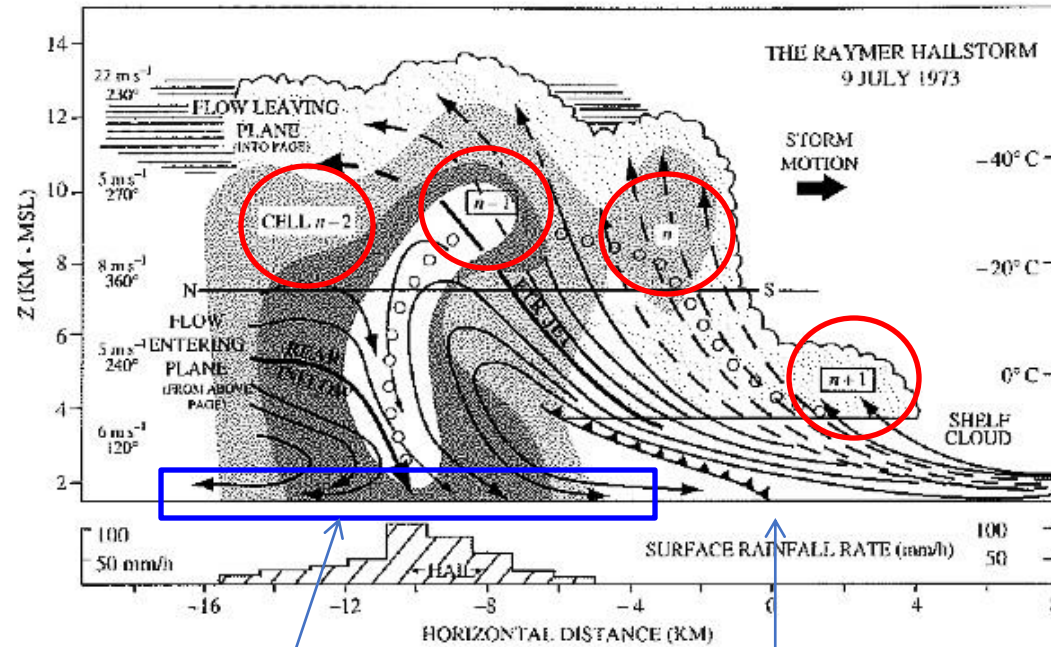 THE RAYMER HAILSTORM
9 JULY 1973
STORM
MOTION
Z (KM - MSL)
14
12
10
8
6
4
2
22 m s⁻¹
230°
5 m s⁻¹
270°
8 m s⁻¹
360°
5 m s⁻¹
240°
6 m s⁻¹
120°
FLOW LEAVING
PLANE
(INTO PAGE)
CELL n−2
n−1
n
n+1
N
S
FLOW
ENTERING
PLANE
(FROM ABOVE
PAGE)
REAR
INFLOW
JET
SHELF
CLOUD
−40° C
−20° C
0° C
100
50 mm/h
HAIL
SURFACE RAINFALL RATE (mm/h)
100
50
−16
−12
−8
−4
0
4
8
HORIZONTAL DISTANCE (KM)